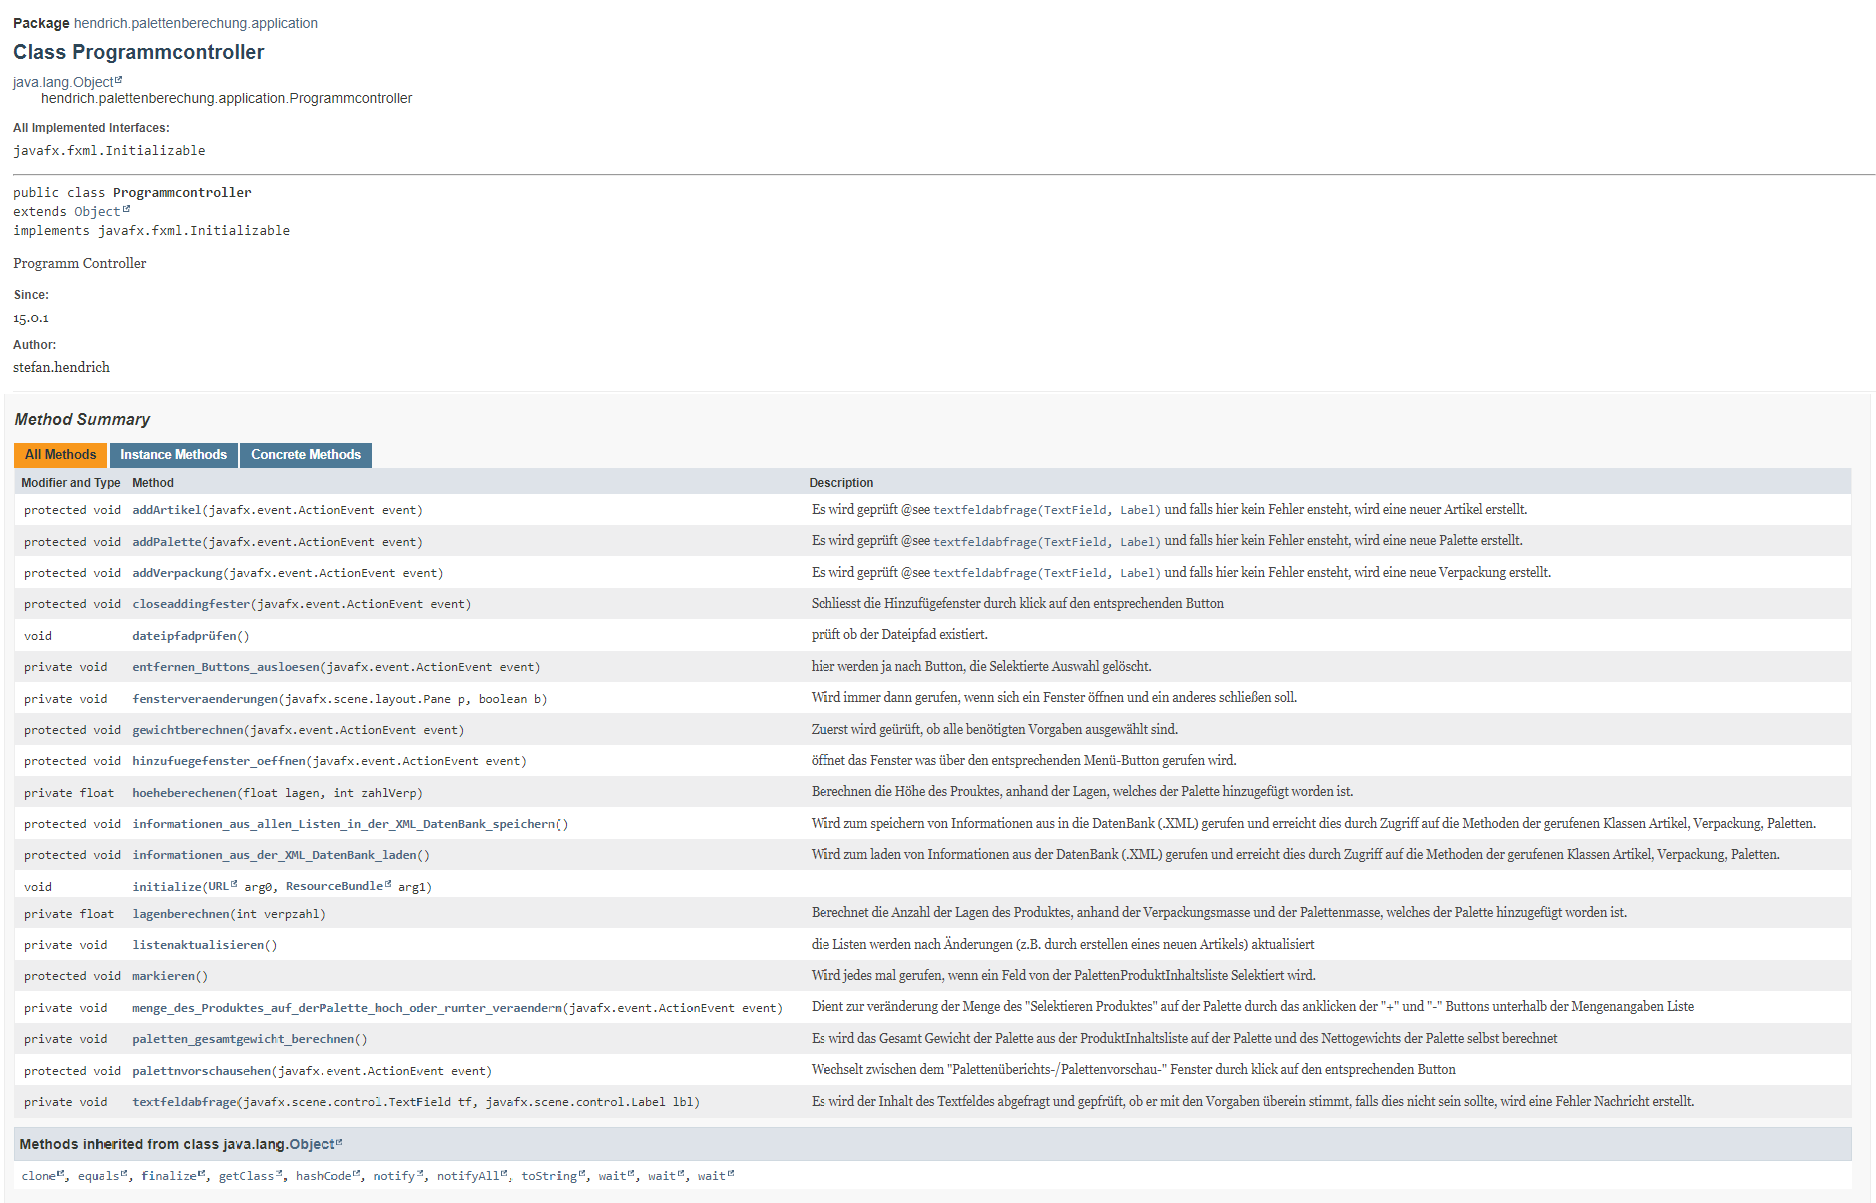 Package hendrich.palettenberechung.application
Class Programmcontroller
java.lang.Object
hendrich.palettenberechung.application.Programmcontroller
All Implemented Interfaces:
javafx.fxml.Initializable
public class Programmcontroller
extends Object
implements javafx.fxml.Initializable
Programm Controller
Since:
15.0.1
Author:
stefan.hendrich
Method Summary
All Methods Instance Methods Concrete Methods
Modifier and Type Method Description
protected void addArtikel(javafx.event.ActionEvent event) Es wird geprüft @see textfeldabfrage(TextField, Label) und falls hier kein Fehler ensteht, wird eine neuer Artikel erstellt.
protected void addPalette(javafx.event.ActionEvent event) Es wird geprüft @see textfeldabfrage(TextField, Label) und falls hier kein Fehler ensteht, wird eine neue Palette erstellt.
protected void addVerpackung(javafx.event.ActionEvent event) Es wird geprüft @see textfeldabfrage(TextField, Label) und falls hier kein Fehler ensteht, wird eine neue Verpackung erstellt.
protected void closeaddingfester(javafx.event.ActionEvent event) Schliesst die Hinzufügefenster durch klick auf den entsprechenden Button
void dateipfadprüfen() prüft ob der Dateipfad existiert.
private void entfernen_Buttons_ausloesen(javafx.event.ActionEvent event) hier werden ja nach Button, die Selektierte Auswahl gelöscht.
private void fensterveraenderungen(javafx.scene.layout.Pane p, boolean b) Wird immer dann gerufen, wenn sich ein Fenster öffnen und ein anderes schließen soll.
protected void gewichtberechnen(javafx.event.ActionEvent event) Zuerst wird geürüft, ob alle benötigten Vorgaben ausgewählt sind.
protected void hinzufuegefenster_oeffnen(javafx.event.ActionEvent event) öffnet das Fenster was über den entsprechenden Menü-Button gerufen wird.
private float hoeheberechenen(float lagen, int zahlVerp) Berechnen die Höhe des Prouktes, anhand der Lagen, welches der Palette hinzugefügt worden ist.
protected void informationen_aus_allen_Listen_in_der_XML_DatenBank_speichern() Wird zum speichern von Informationen aus in die DatenBank (.XML) gerufen und erreicht dies durch Zugriff auf die Methoden der gerufenen Klassen Artikel, Verpackung, Paletten.
protected void informationen_aus_der_XML_DatenBank_laden() Wird zum laden von Informationen aus der DatenBank (.XML) gerufen und erreicht dies durch Zugriff auf die Methoden der gerufenen Klassen Artikel, Verpackung, Paletten.
void initialize(URL arg0, ResourceBundle arg1)
private float lagenberechnen(int verpzahl) Berechnet die Anzahl der Lagen des Produktes, anhand der Verpackungsmasse und der Palettenmasse, welches der Palette hinzugefügt worden ist.
private void listenaktualisieren() die Listen werden nach Änderungen (z.B. durch erstellen eines neuen Artikels) aktualisiert
protected void markieren() Wird jedes mal gerufen, wenn ein Feld von der PalettenProduktInhaltsliste Selektiert wird.
private void menge_des_Produktes_auf_derPalette_hoch_oder_runter_veraendern(javafx.event.ActionEvent event) Dient zur veränderung der Menge des "Selektieren Produktes" auf der Palette durch das anklicken der "+" und "-" Buttons unterhalb der Mengenangaben Liste
private void paletten_gesamtgewicht_berechnen() Es wird das Gesamt Gewicht der Palette aus der ProduktInhaltsliste auf der Palette und des Nettogewichts der Palette selbst berechnet
protected void palettnvorschausehen(javafx.event.ActionEvent event) Wechselt zwischen dem "Palettenüberichts-/Palettenvorschau-" Fenster durch klick auf den entsprechenden Button
private void textfeldabfrage(javafx.scene.control.TextField tf, javafx.scene.control.Label lbl) Es wird der Inhalt des Textfeldes abgefragt und gepfrüft, ob er mit den Vorgaben überein stimmt, falls dies nicht sein sollte, wird eine Fehler Nachricht erstellt.
Methods inherited from class java.lang.Object
clone, equals, finalize, getClass, hashCode, notify, notifyAll, toString, wait, wait, wait